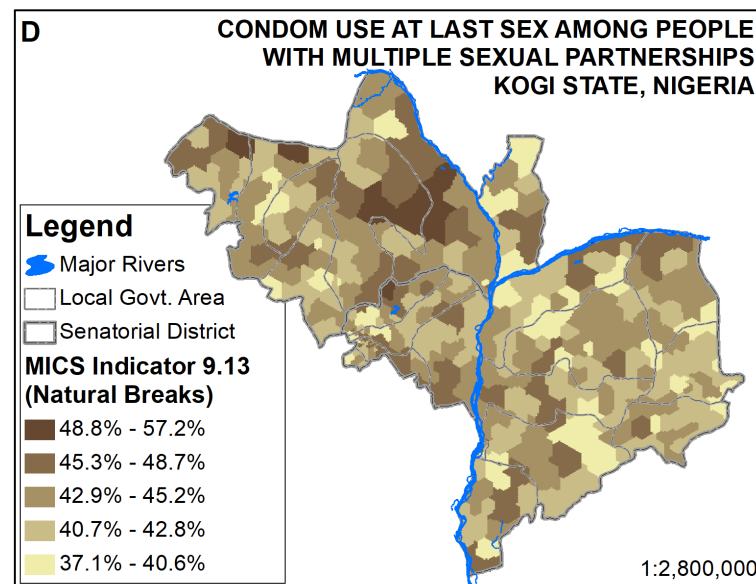 D
CONDOM USE AT LAST SEX AMONG PEOPLE
WITH MULTIPLE SEXUAL PARTNERSHIPS
KOGI STATE, NIGERIA
Legend
Major Rivers
Local Govt. Area
Senatorial District
MICS Indicator 9.13
(Natural Breaks)
48.8% - 57.2%
45.3% - 48.7%
42.9% - 45.2%
40.7% - 42.8%
37.1% - 40.6%
1:2,800,000